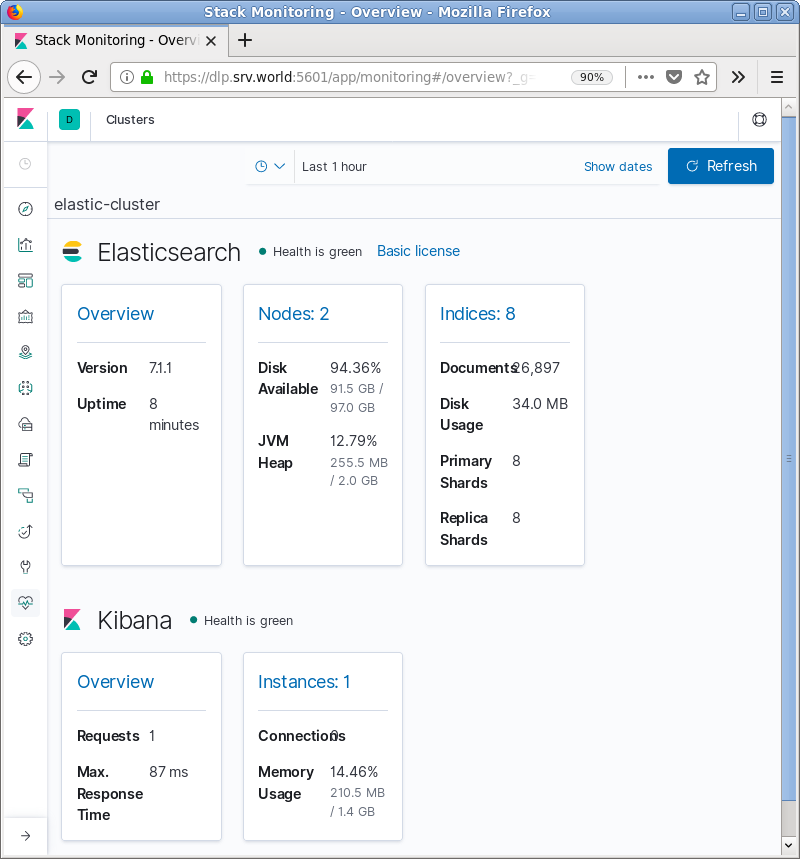 Stack Monitoring - Overview - Mozilla Firefox
Stack Monitoring - Overvi
https://dlp.srv.world:5601/app/monitoring#/overview?_g=
90%
D
Clusters
Last 1 hour
Show dates
Refresh
elastic-cluster
Elasticsearch
Health is green
Basic license
Overview
Version 7.1.1
Uptime 8
minutes
Nodes: 2
Disk 94.36%
Available 91.5 GB /
97.0 GB
JVM 12.79%
Heap 255.5 MB
/ 2.0 GB
Indices: 8
Documents 26,897
Disk 34.0 MB
Usage
Primary 8
Shards
Replica 8
Shards
Kibana
Health is green
Overview
Requests 1
Max. 87 ms
Response
Time
Instances: 1
Connections
Memory 14.46%
Usage 210.5 MB
/ 1.4 GB